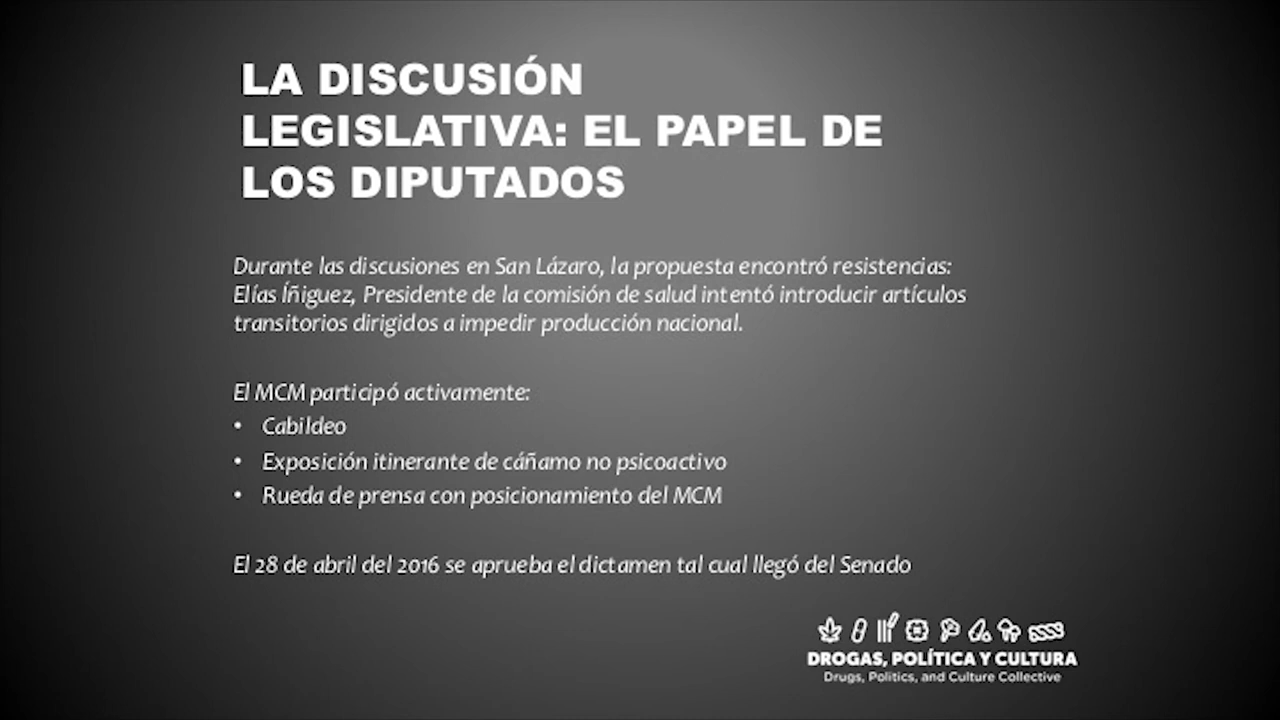 LA DISCUSIÓN
LEGISLATIVA: EL PAPEL DE
LOS DIPUTADOS
Durante las discusiones en San Lázaro, la propuesta encontró resistencias:
Elías Íñiguez, Presidente de la comisión de salud intentó introducir artículos
transitorios dirigidos a impedir producción nacional.
El MCM participó activamente:
• Cabildeo
• Exposición itinerante de cáñamo no psicoactivo
• Rueda de prensa con posicionamiento del MCM
El 28 de abril del 2016 se aprueba el dictamen tal cual llegó del Senado
DROGAS, POLÍTICA Y CULTURA
Drugs, Politics, and Culture Collective